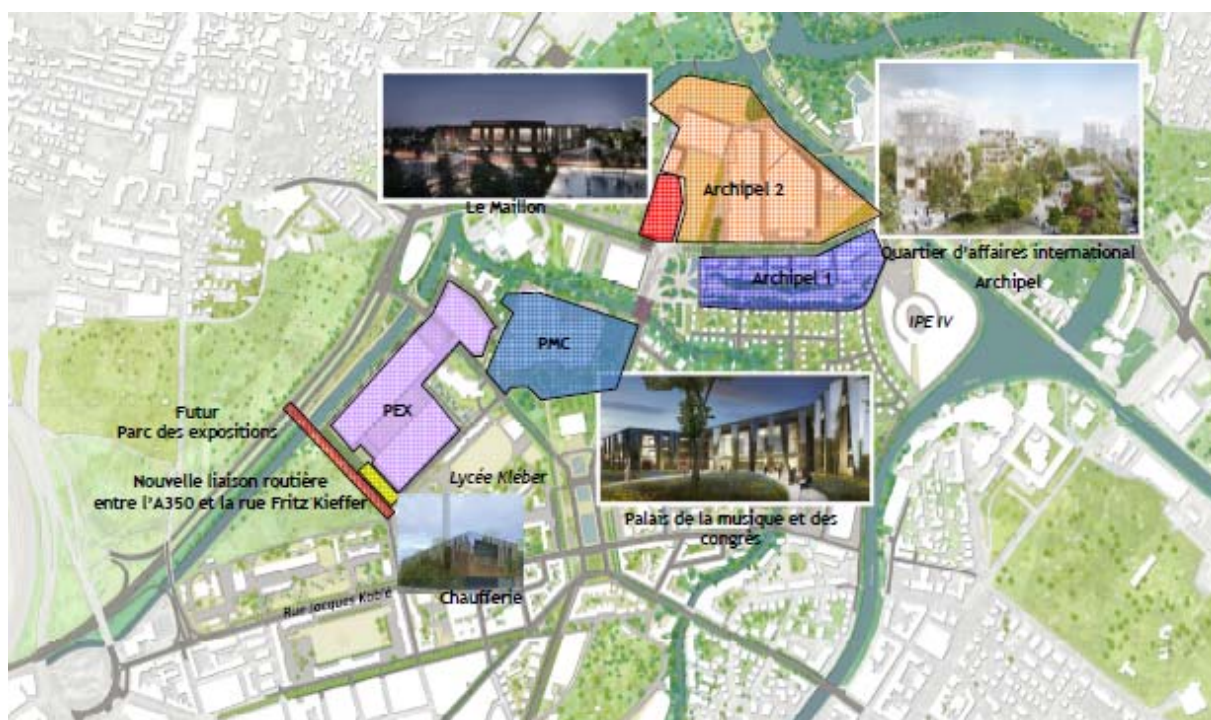 Archipel 2
Le Maillon
Quartier d'affaires international
Archipel
Archipel 1
IPE IV
PMC
PEX
Futur
Parc des expositions
Lycée Kléber
Nouvelle liaison routière
entre l'A350 et la rue Fritz Kieffer
Palais de la musique et des
congrès
Chaufferie
Rue Jacques Kablé